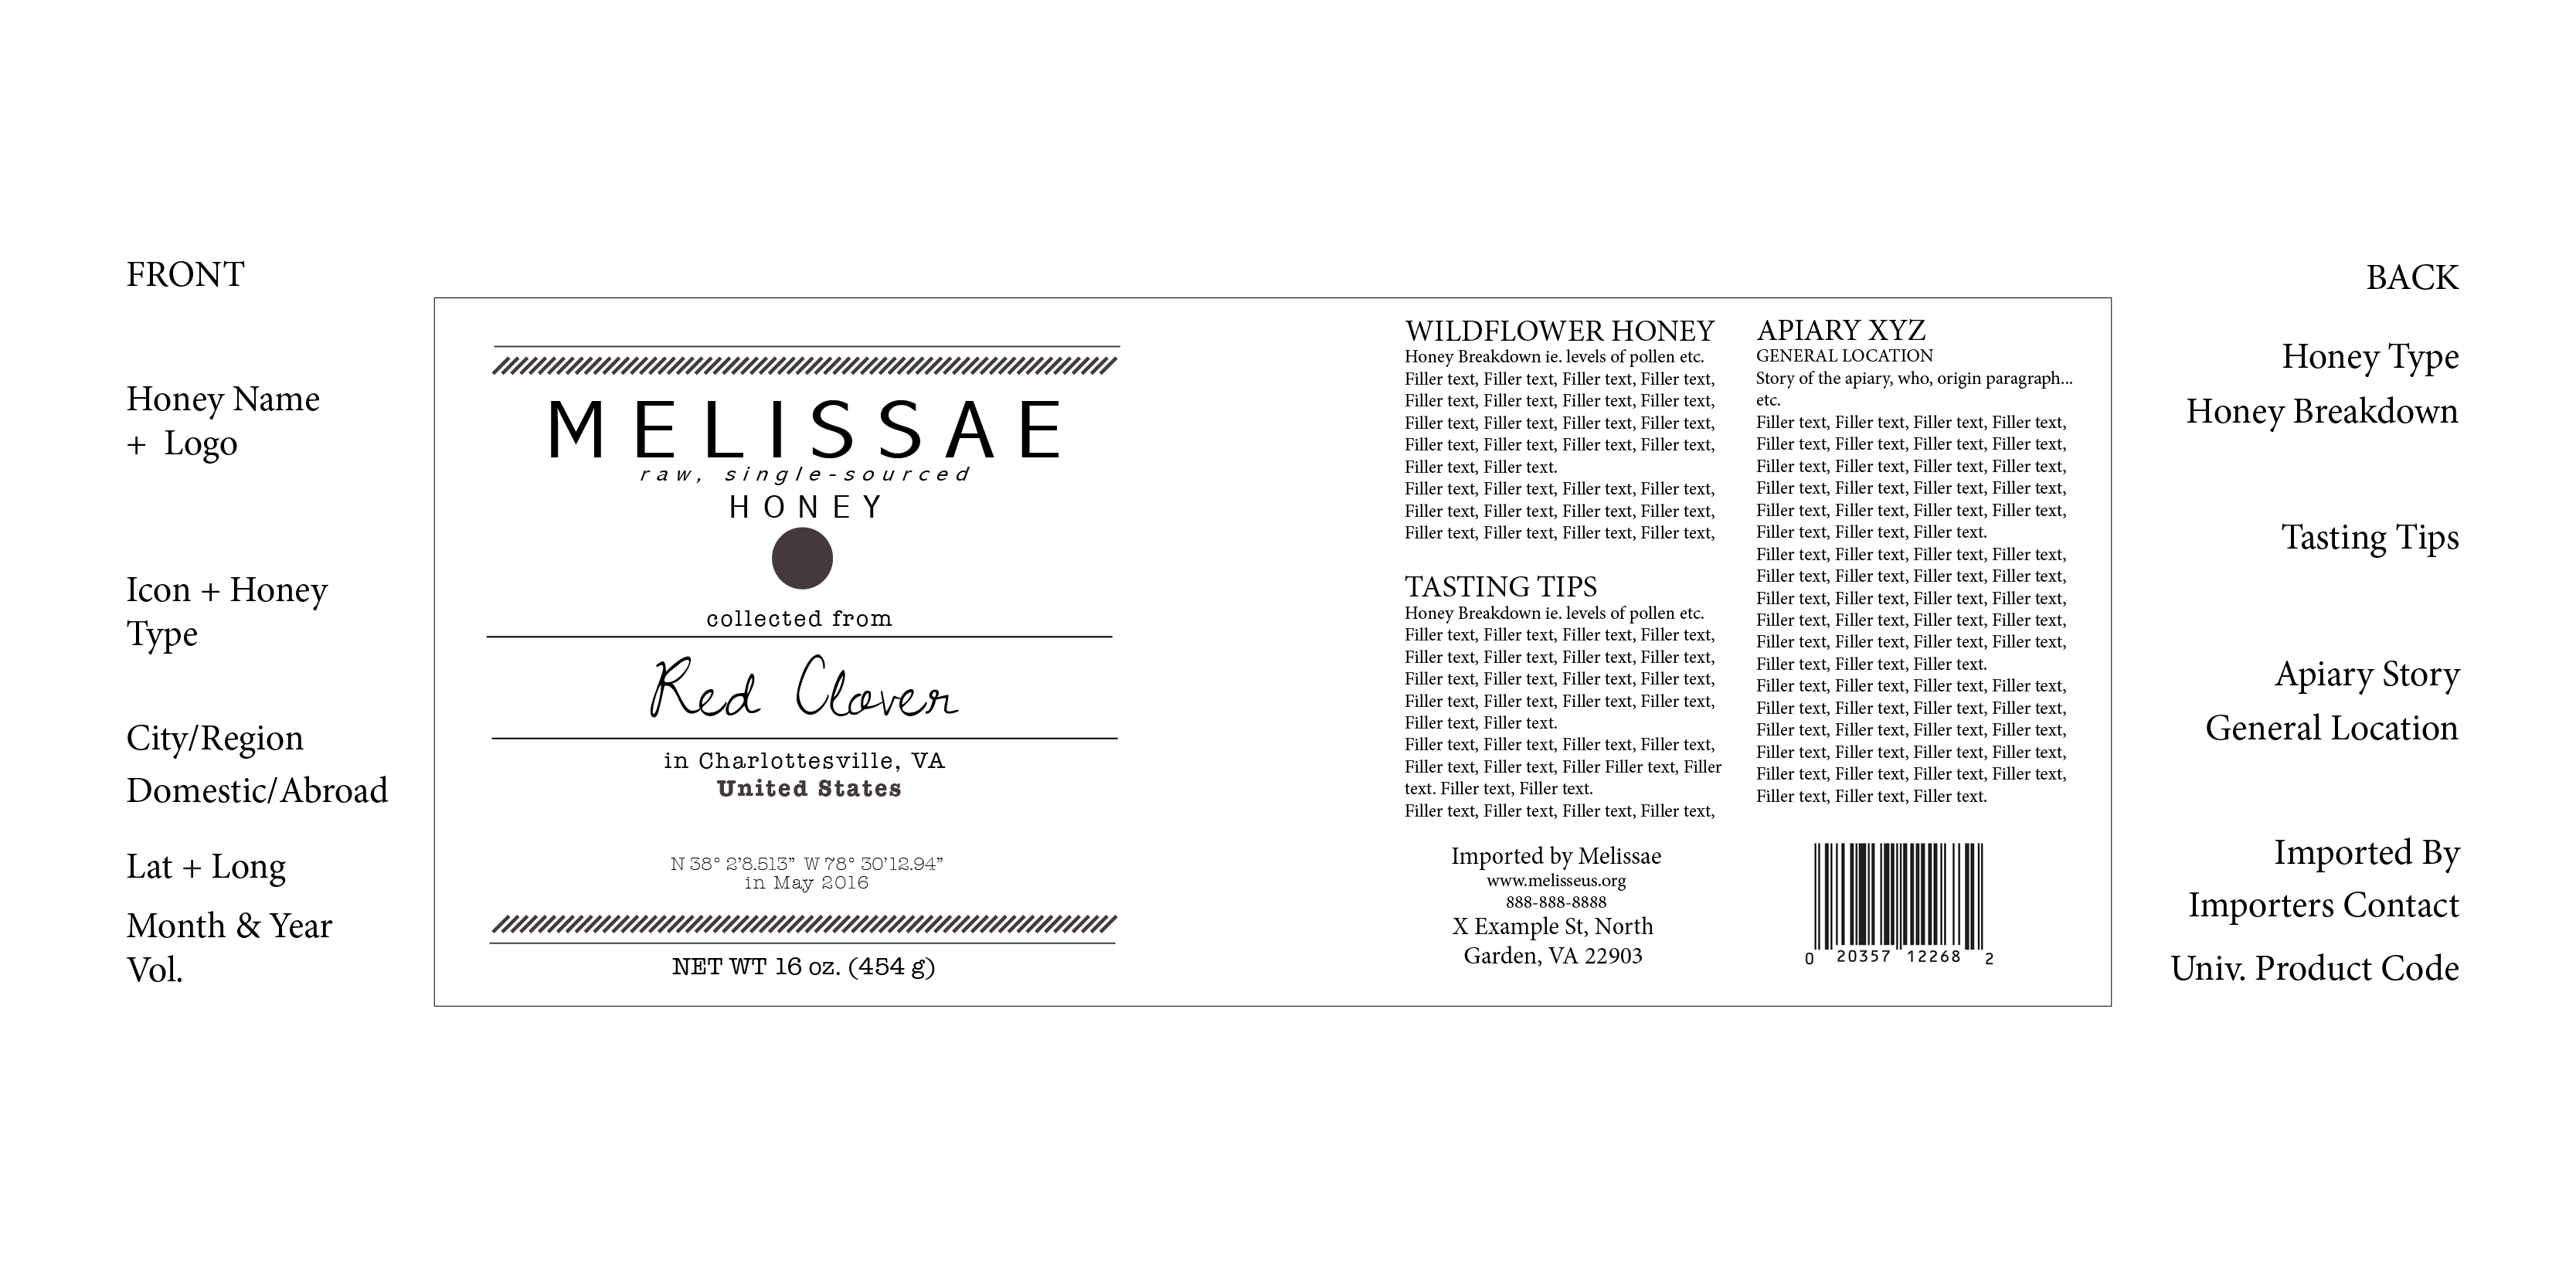 FRONT
Honey Name
+ Logo
Icon + Honey
Type
City/Region
Domestic/Abroad
Lat + Long
Month & Year
Vol.
MELISSAE
raw, single-sourced
HONEY
collected from
Red Clover
in Charlottesville, VA
United States
N 38° 2'8.513” W 78° 30'12.94”
in May 2016
NET WT 16 oz. (454 g)
WILDFLOWER HONEY
Honey Breakdown ie. levels of pollen etc.
Filler text, Filler text, Filler text, Filler text,
Filler text, Filler text, Filler text, Filler text,
Filler text, Filler text, Filler text, Filler text,
Filler text, Filler text, Filler text, Filler text,
Filler text, Filler text.
Filler text, Filler text, Filler text, Filler text,
Filler text, Filler text, Filler text, Filler text,
Filler text, Filler text, Filler text, Filler text,
TASTING TIPS
Honey Breakdown ie. levels of pollen etc.
Filler text, Filler text, Filler text, Filler text,
Filler text, Filler text, Filler text, Filler text,
Filler text, Filler text, Filler text, Filler text,
Filler text, Filler text, Filler text, Filler text,
Filler text, Filler text.
Filler text, Filler text, Filler text, Filler text,
Filler text, Filler text, Filler Filler text, Filler
text. Filler text, Filler text.
Filler text, Filler text, Filler text, Filler text,
Imported by Melissae
www.melisseus.org
888-888-8888
X Example St, North
Garden, VA 22903
APIARY XYZ
GENERAL LOCATION
Story of the apiary, who, origin paragraph...
etc.
Filler text, Filler text, Filler text, Filler text,
Filler text, Filler text, Filler text, Filler text,
Filler text, Filler text, Filler text, Filler text,
Filler text, Filler text, Filler text, Filler text,
Filler text, Filler text, Filler text, Filler text,
Filler text, Filler text, Filler text.
Filler text, Filler text, Filler text, Filler text,
Filler text, Filler text, Filler text, Filler text,
Filler text, Filler text, Filler text, Filler text,
Filler text, Filler text, Filler text, Filler text,
Filler text, Filler text, Filler text, Filler text,
Filler text, Filler text, Filler text.
Filler text, Filler text, Filler text, Filler text,
Filler text, Filler text, Filler text, Filler text,
Filler text, Filler text, Filler text, Filler text,
Filler text, Filler text, Filler text, Filler text,
Filler text, Filler text, Filler text, Filler text,
Filler text, Filler text, Filler text.
0 20357 12268 2
BACK
Honey Type
Honey Breakdown
Tasting Tips
Apiary Story
General Location
Imported By
Importers Contact
Univ. Product Code